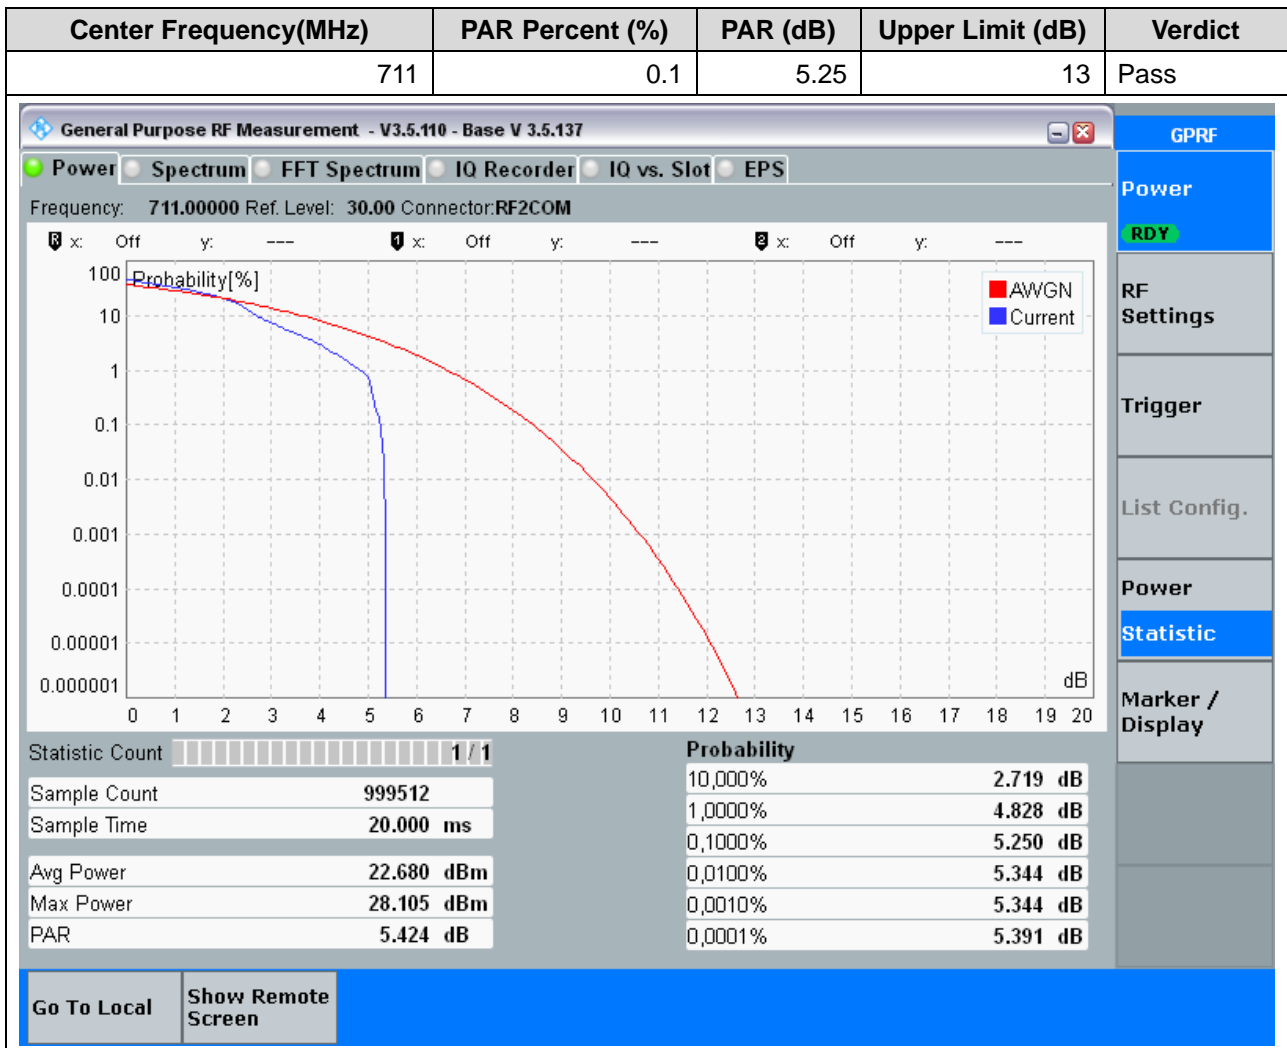 Center Frequency(MHz) PAR Percent (%) PAR (dB) Upper Limit (dB) Verdict
711 0.1 5.25 13 Pass
General Purpose RF Measurement - V3.5.110 - Base V 3.5.137
GPRF
Power Spectrum FFT Spectrum IQ Recorder IQ vs. Slot EPS
Frequency: 711.00000 Ref. Level: 30.00 Connector:RF2COM
R x: Off y: --- 1 x: Off y: --- 2 x: Off y: ---
Probability[%]
AWGN
Current
100
10
1
0.1
0.01
0.001
0.0001
0.00001
0.000001
dB
0 1 2 3 4 5 6 7 8 9 10 11 12 13 14 15 16 17 18 19 20
Statistic Count 1 / 1
Sample Count 999512
Sample Time 20.000 ms
Avg Power 22.680 dBm
Max Power 28.105 dBm
PAR 5.424 dB
Probability
10,000% 2.719 dB
1,0000% 4.828 dB
0,1000% 5.250 dB
0,0100% 5.344 dB
0,0010% 5.344 dB
0,0001% 5.391 dB
Power
RDY
RF
Settings
Trigger
List Config.
Power
Statistic
Marker /
Display
Go To Local
Show Remote
Screen